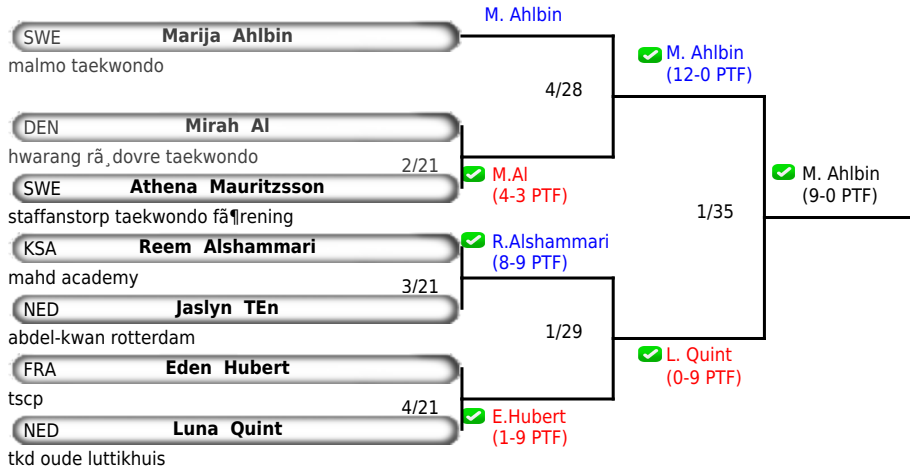 M. Ahlbin
SWE Marija Ahlbin
malmo taekwondo
M. Ahlbin
(12-0 PTF)
4/28
DEN Mirah Al
hwarang rã¸dovre taekwondo
2/21
M.Al
(4-3 PTF)
SWE Athena Mauritzsson
staffanstorp taekwondo fã¶rening
M. Ahlbin
(9-0 PTF)
1/35
KSA Reem Alshammari
mahd academy
R.Alshammari
(8-9 PTF)
3/21
NED Jaslyn TEn
abdel-kwan rotterdam
1/29
L. Quint
(0-9 PTF)
FRA Eden Hubert
tscp
4/21
E.Hubert
(1-9 PTF)
NED Luna Quint
tkd oude luttikhuis